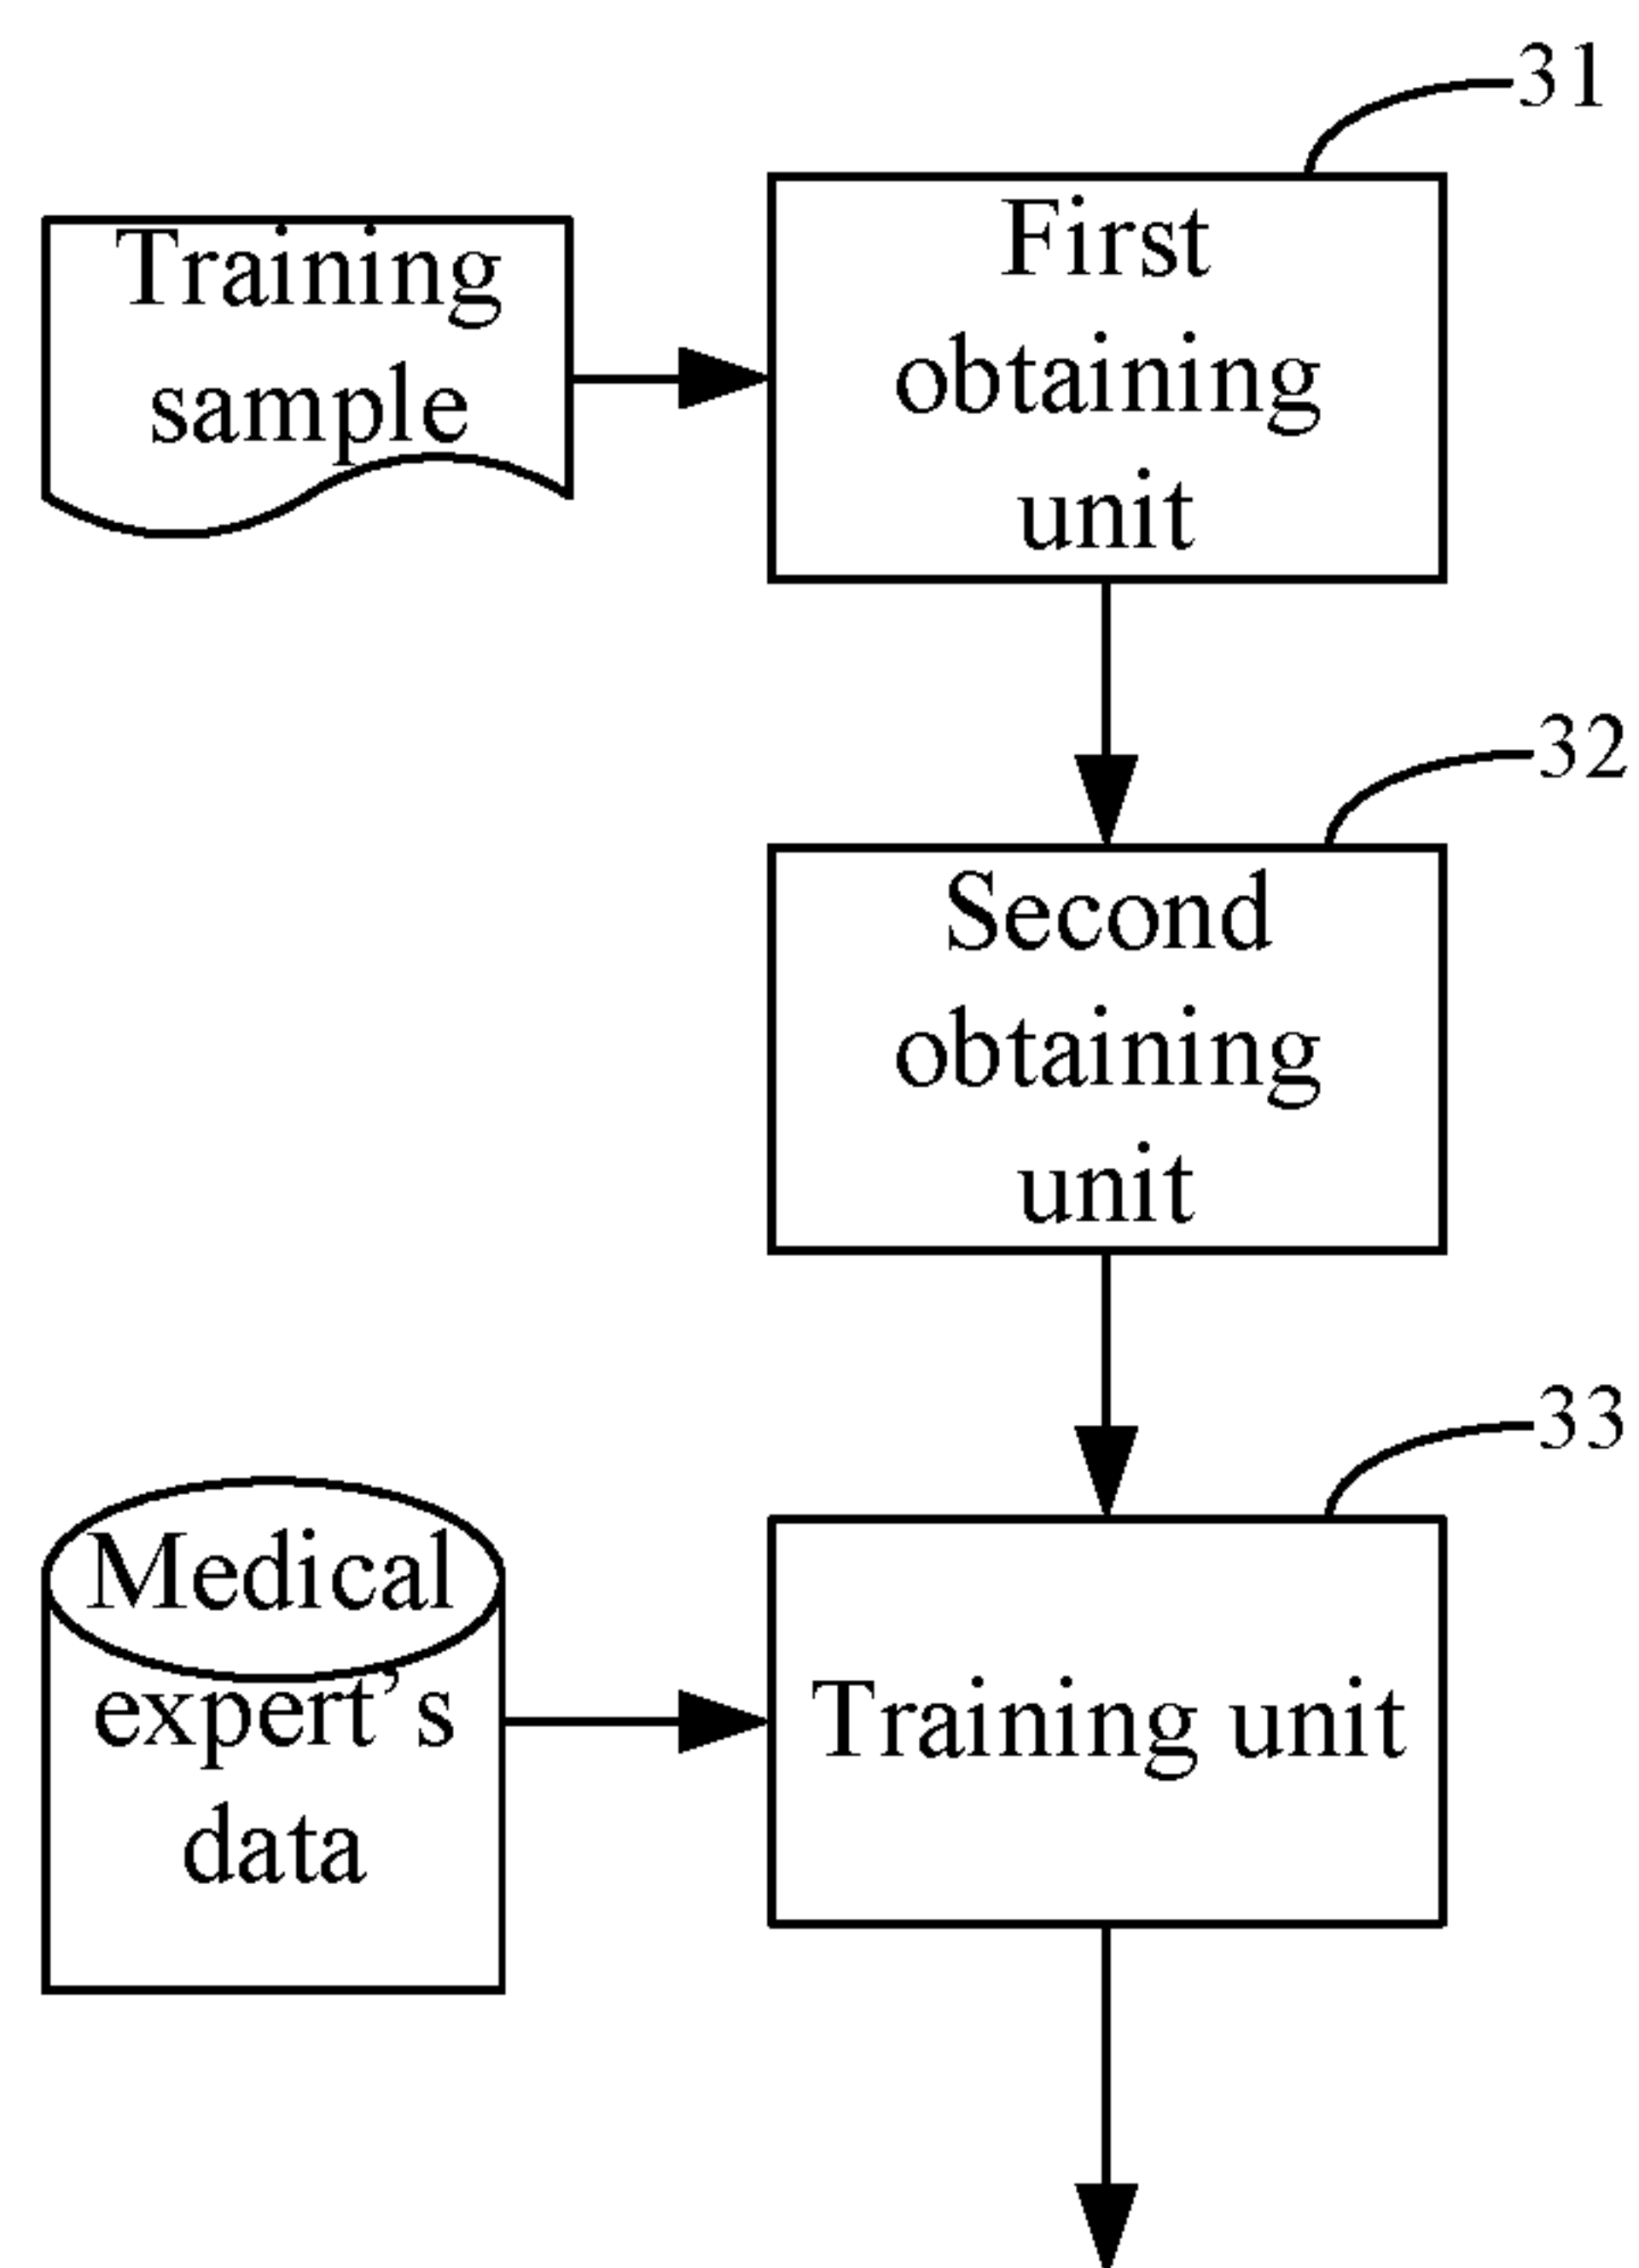 31
Training
sample
First
obtaining
unit
32
Second
obtaining
unit
33
Medical
expert’s
data
Training unit